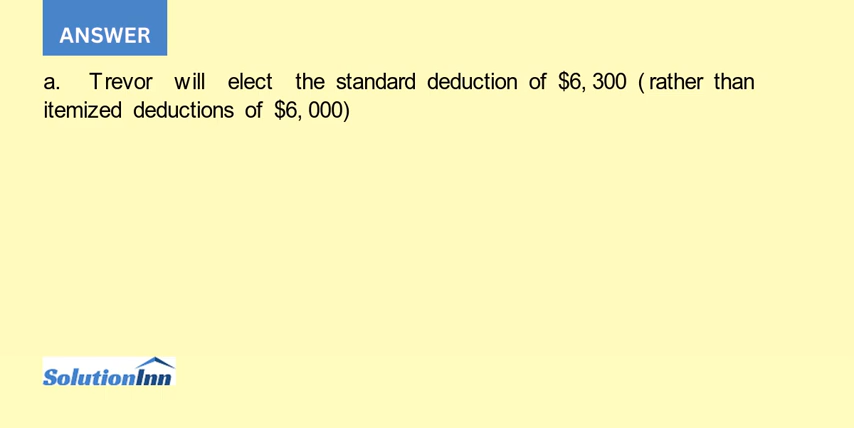 ANSWER
a. Trevor will elect the standard deduction of $6, 300 ( rather than
itemized deductions of $6, 000)
SolutionInn